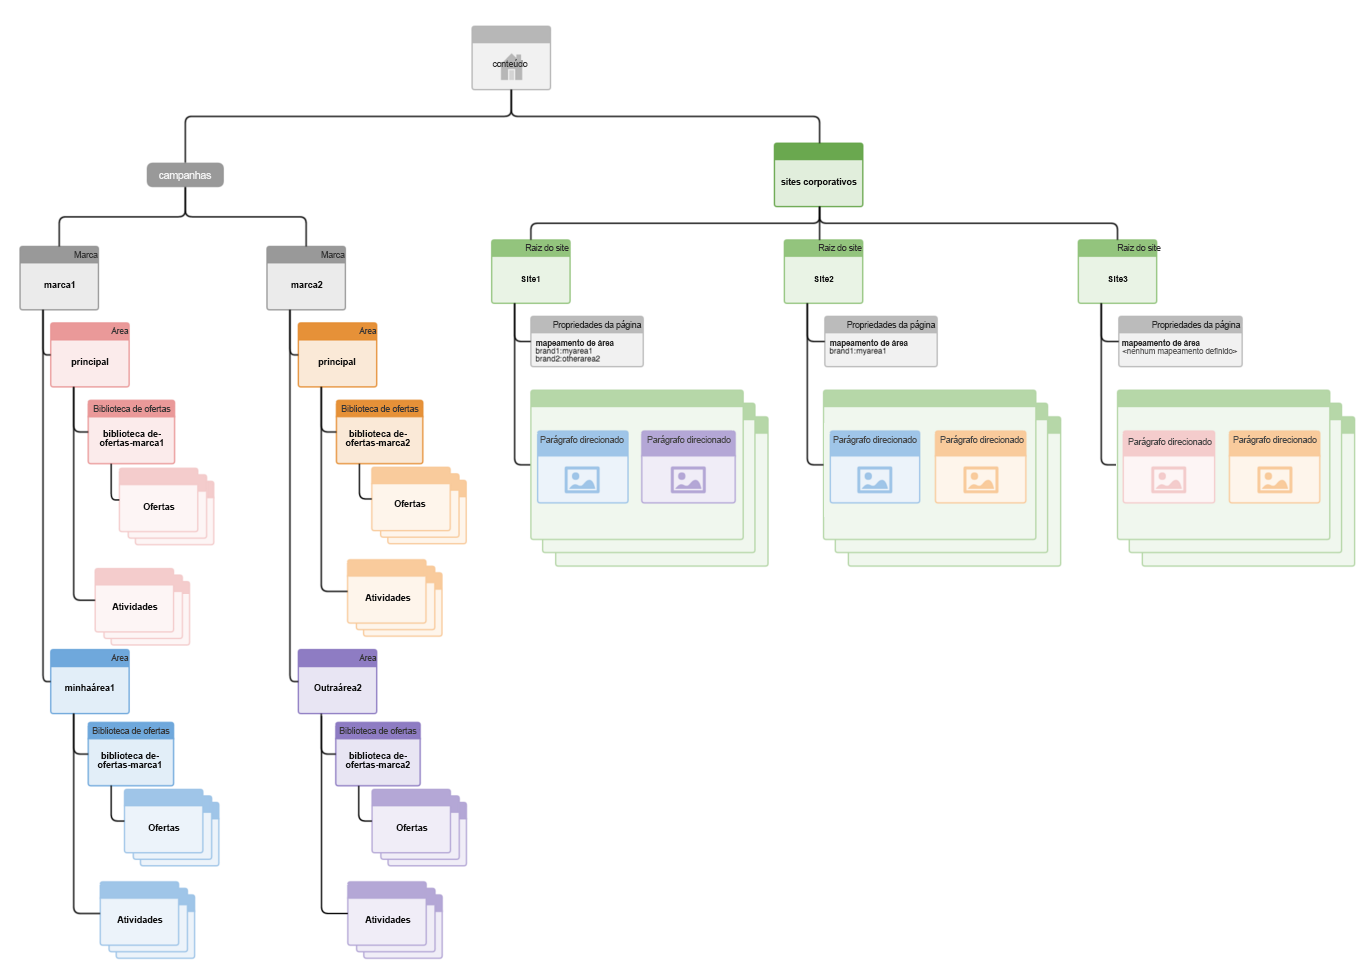 conteúdo
campanhas
sites corporativos
Marca
marca1
Marca
marca2
Raiz do site
Site1
Raiz do site
Site2
Raiz do site
Site3
Área
principal
Área
principal
Propriedades da página
mapeamento de área
brand1:myarea1
brand2:otherarea2
Propriedades da página
mapeamento de área
brand1:myarea1
Propriedades da página
mapeamento de área
<nenhum mapeamento definido>
Biblioteca de ofertas
biblioteca de-
ofertas-marca1
Biblioteca de ofertas
biblioteca de-
ofertas-marca2
Parágrafo direcionado
Parágrafo direcionado
Parágrafo direcionado
Parágrafo direcionado
Parágrafo direcionado
Parágrafo direcionado
Ofertas
Ofertas
Atividades
Atividades
Área
minhaárea1
Área
Outraárea2
Biblioteca de ofertas
biblioteca de-
ofertas-marca1
Biblioteca de ofertas
biblioteca de-
ofertas-marca2
Ofertas
Ofertas
Atividades
Atividades